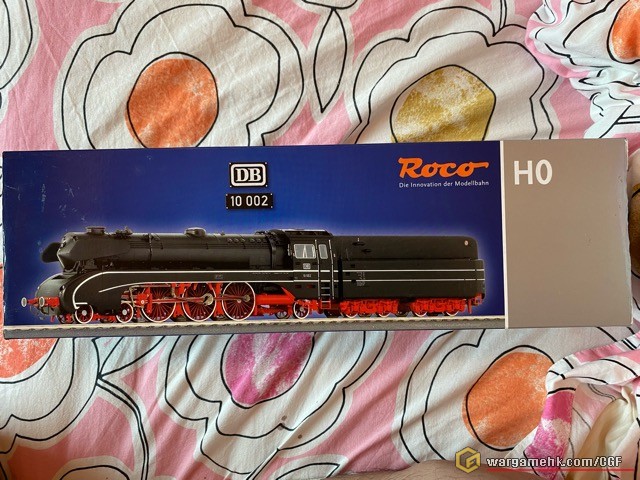 DB
10 002
Roco
Die Innovation der Modellbahn
H0
wargamehk.com/CGF